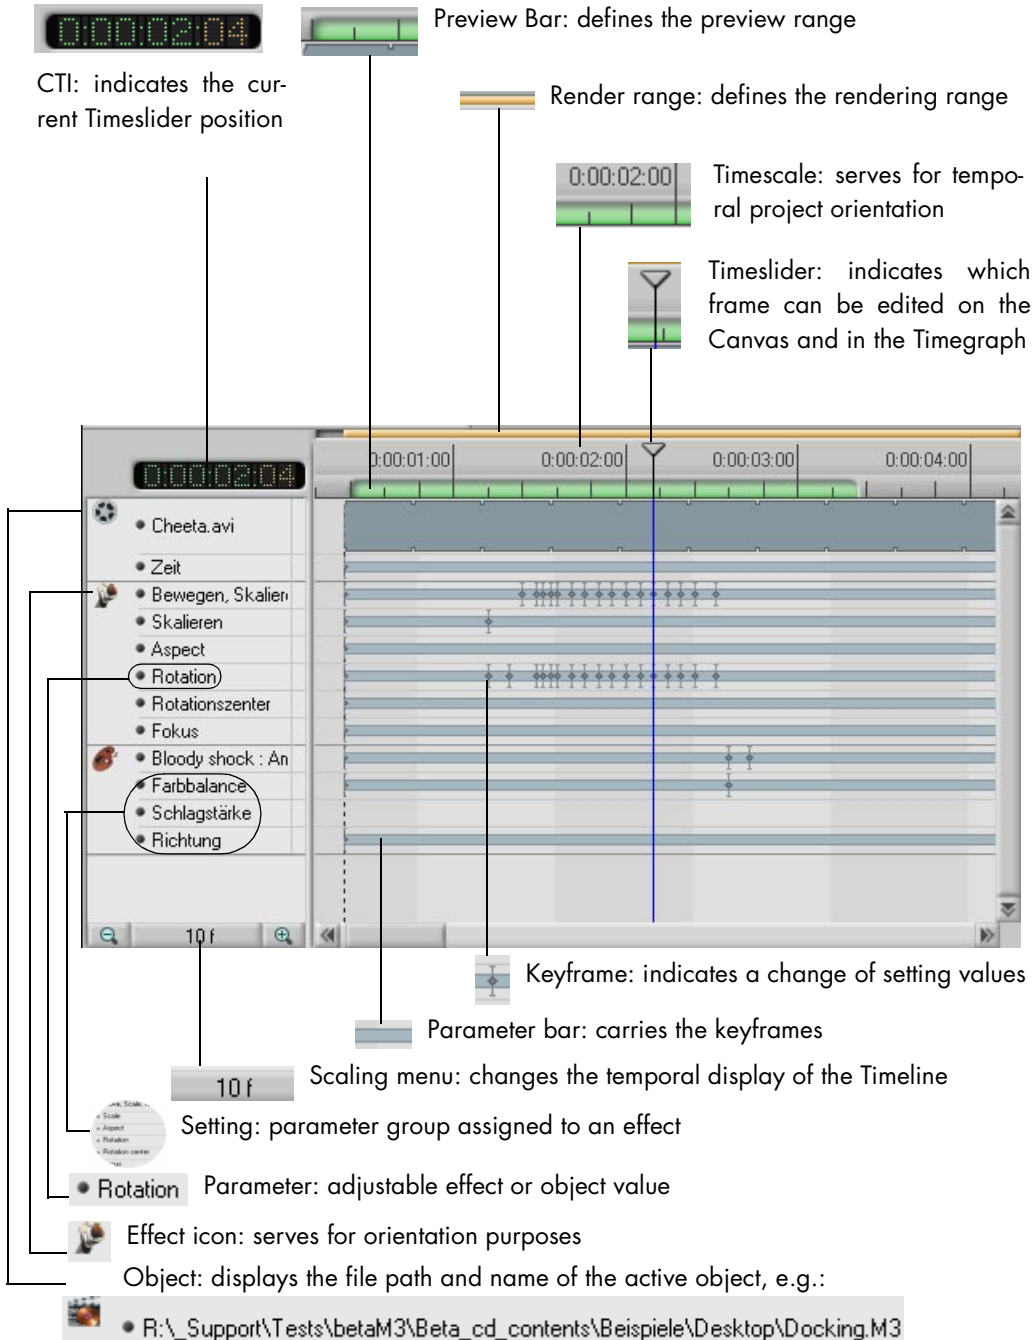 0:00:02:04
Preview Bar: defines the preview range
CTI: indicates the cur-
rent Timeslider position
Render range: defines the rendering range
0:00:02:00
Timescale: serves for tempo-
ral project orientation
Timeslider: indicates which
frame can be edited on the
Canvas and in the Timegraph
0:00:02:04
0:00:01:00 0:00:02:00 0:00:03:00 0:00:04:00
Cheeta.avi
Zeit
Bewegen, Skalier
Skalieren
Aspect
Rotation
Rotationszenter
Fokus
Bloody shock : An
Farbbalance
Schlagstärke
Richtung
10 f
Keyframe: indicates a change of setting values
Parameter bar: carries the keyframes
10 f
Scaling menu: changes the temporal display of the Timeline
Scale
Aspect
Rotation
Rotation center
Setting: parameter group assigned to an effect
Rotation
Parameter: adjustable effect or object value
Effect icon: serves for orientation purposes
Object: displays the file path and name of the active object, e.g.:
R:\_Support\Tests\betaM3\Beta_cd_contents\Beispiele\Desktop\Docking.M3